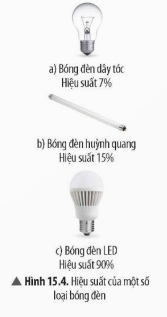 a) Bóng đèn dây tóc
Hiệu suất 7%
b) Bóng đèn huỳnh quang
Hiệu suất 15%
c) Bóng đèn LED
Hiệu suất 90%
▲ Hình 15.4. Hiệu suất của một số
loại bóng đèn